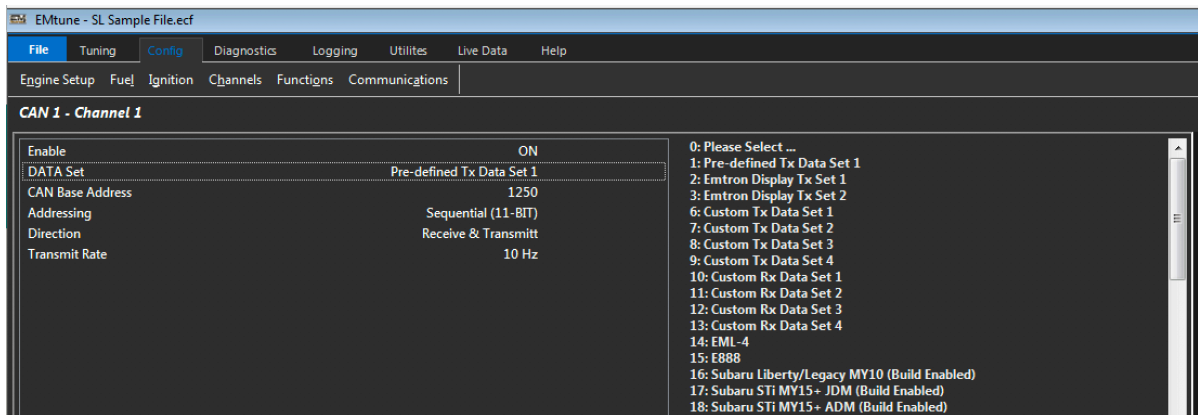 EMtune - SL Sample File.ecf
File Tuning Config Diagnostics Logging Utilites Live Data Help
Engine Setup Fuel Ignition Channels Functions Communications
CAN 1 - Channel 1
Enable ON
DATA Set Pre-defined Tx Data Set 1
CAN Base Address 1250
Addressing Sequential (11-BIT)
Direction Receive & Transmitt
Transmit Rate 10 Hz
0: Please Select ...
1: Pre-defined Tx Data Set 1
2: Emtron Display Tx Set 1
3: Emtron Display Tx Set 2
6: Custom Tx Data Set 1
7: Custom Tx Data Set 2
8: Custom Tx Data Set 3
9: Custom Tx Data Set 4
10: Custom Rx Data Set 1
11: Custom Rx Data Set 2
12: Custom Rx Data Set 3
13: Custom Rx Data Set 4
14: EML-4
15: E888
16: Subaru Liberty/Legacy MY10 (Build Enabled)
17: Subaru STi MY15+ JDM (Build Enabled)
18: Subaru STi MY15+ ADM (Build Enabled)